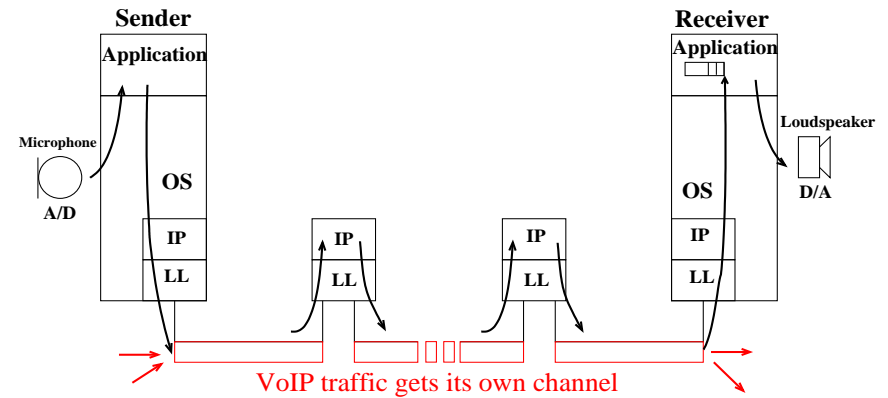 Sender
Receiver
Application
Application
Microphone
Loudspeaker
A/D
OS
OS
D/A
IP
IP
IP
IP
LL
LL
LL
LL
VoIP traffic gets its own channel